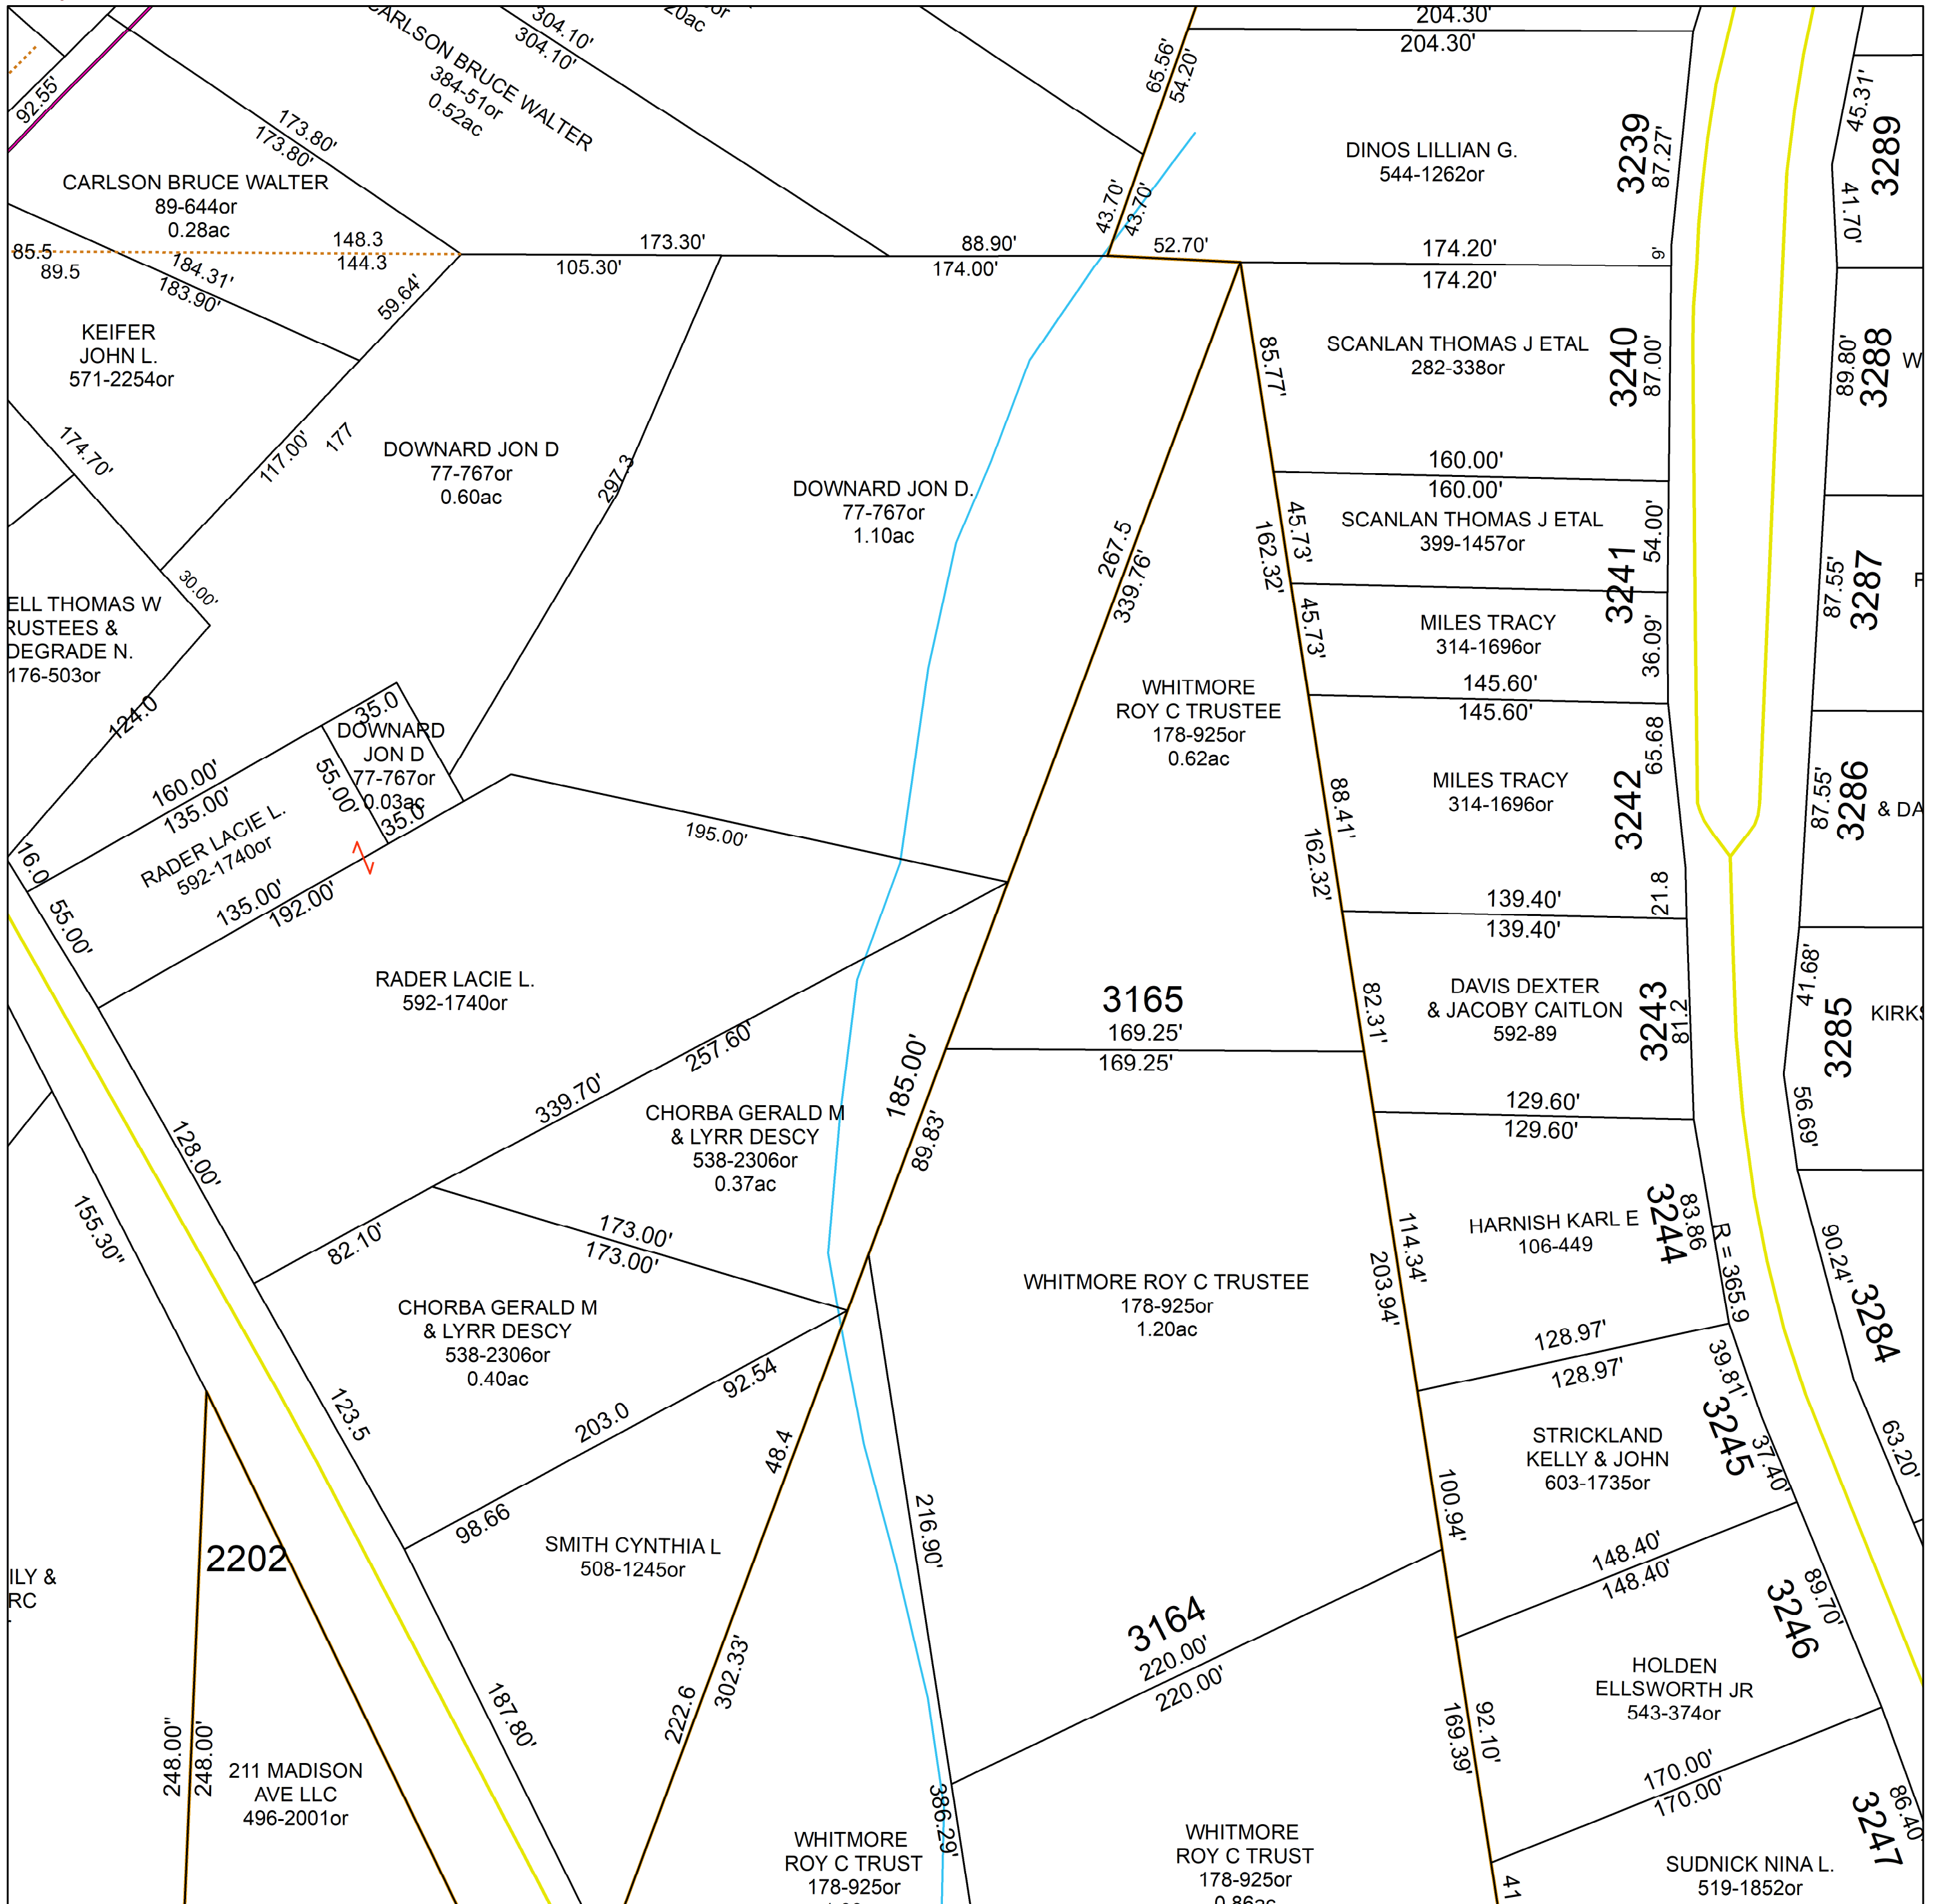 304.10'
304.10'
20ac
or
65.56'
54.20'
204.30'
204.30'
92.55'
CARLSON BRUCE WALTER
384-51or
0.52ac
173.80'
173.80'
CARLSON BRUCE WALTER
89-644or
0.28ac
148.3
144.3
85.5
89.5
184.31'
183.90'
59.64'
173.30'
105.30'
88.90'
174.00'
43.70'
43.70'
52.70'
DINOS LILLIAN G.
544-1262or
3239
87.27'
9'
174.20'
174.20'
45.31'
3289
41.70'
KEIFER
JOHN L.
571-2254or
174.70'
117.00'
177
30.00'
DOWNARD JON D
77-767or
0.60ac
297.3
DOWNARD JON D.
77-767or
1.10ac
267.5
339.76'
85.77'
SCANLAN THOMAS J ETAL
282-338or
3240
87.00'
89.80'
3288
W
160.00'
160.00'
45.73'
162.32'
SCANLAN THOMAS J ETAL
399-1457or
54.00'
3241
87.55'
3287
45.73'
MILES TRACY
314-1696or
36.09'
145.60'
145.60'
ELL THOMAS W
RUSTEES &
DEGRADE N.
176-503or
124.0
WHITMORE
ROY C TRUSTEE
178-925or
0.62ac
35.0
DOWNARD
JON D
77-767or
0.03ac
35.0
55.00'
160.00'
135.00'
RADER LACIE L.
592-1740or
135.00'
192.00'
16.0
55.00'
195.00'
88.41'
162.32'
MILES TRACY
314-1696or
65.68
3242
21.8
87.55'
3286
& DA
139.40'
139.40'
RADER LACIE L.
592-1740or
3165
169.25'
169.25'
82.31'
DAVIS DEXTER
& JACOBY CAITLON
592-89
3243
81.2
41.68'
3285
KIRKS
56.69'
129.60'
129.60'
257.60'
339.70'
185.00'
89.83'
CHORBA GERALD M
& LYRR DESCY
538-2306or
0.37ac
128.00'
155.30"
82.10'
173.00'
173.00'
114.34'
203.94'
HARNISH KARL E
106-449
3244
83.86
R = 365.9
90.24'
3284
WHITMORE ROY C TRUSTEE
178-925or
1.20ac
128.97'
128.97'
39.81'
CHORBA GERALD M
& LYRR DESCY
538-2306or
0.40ac
123.5
203.0
92.54
98.66
48.4
STRICKLAND
KELLY & JOHN
603-1735or
3245
37.40'
63.20'
100.94'
216.90'
2202
SMITH CYNTHIA L
508-1245or
ILY &
RC
148.40'
148.40'
89.70'
3246
3164
220.00'
220.00'
222.6
302.33'
187.80'
HOLDEN
ELLSWORTH JR
543-374or
92.10'
169.39'
248.00"
248.00'
211 MADISON
AVE LLC
496-2001or
386.29'
170.00'
170.00'
86.40'
3247
WHITMORE
ROY C TRUST
178-925or
WHITMORE
ROY C TRUST
178-925or
0.86ac
41
SUDNICK NINA L.
519-1852or